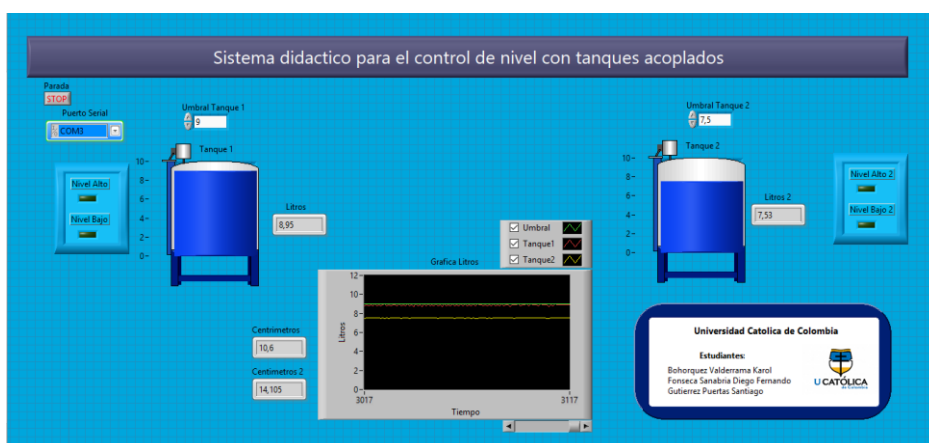 Sistema didactico para el control de nivel con tanques acoplados
Parada
STOP
Puerto Serial
COM3
Umbral Tanque 1
9
Tanque 1
10
8
6
4
2
0
Nivel Alto
Nivel Bajo
Litros
8,95
Umbral Tanque 2
7,5
Tanque 2
10
8
6
4
2
0
Litros 2
7,53
Nivel Alto 2
Nivel Bajo 2
Umbral
Tanque1
Tanque2
Grafica Litros
12
10
8
6
4
2
0
Litros
3017
3117
Tiempo
Centrimetros
10,6
Centimetros 2
14,105
Universidad Catolica de Colombia
Estudiantes:
Bohorquez Valderrama Karol
Fonseca Sanabria Diego Fernando
Gutierrez Puertas Santiago
U CATÓLICA
de Colombia